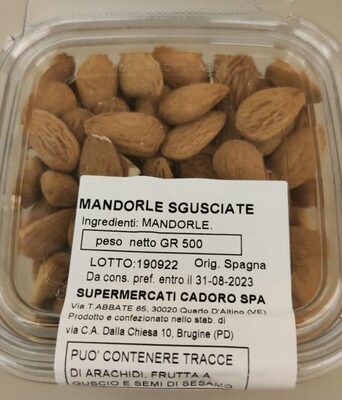 MANDORLE SGUSCIATE
Ingredienti: MANDORLE.
peso netto GR 500
LOTTO:190922 Orig. Spagna
Da cons. pref. entro il 31-08-2023
SUPERMERCATI CADORO SPA
Via T.ABBATE 65, 30020 Quarto D'Altino (VE)
Prodotto e confezionato nello stab. di
via C.A. Dalla Chiesa 10, Brugine (PD)
PUO' CONTENERE TRACCE
DI ARACHIDI, FRUTTA A
GUSCIO E SEMI DI SESAMO